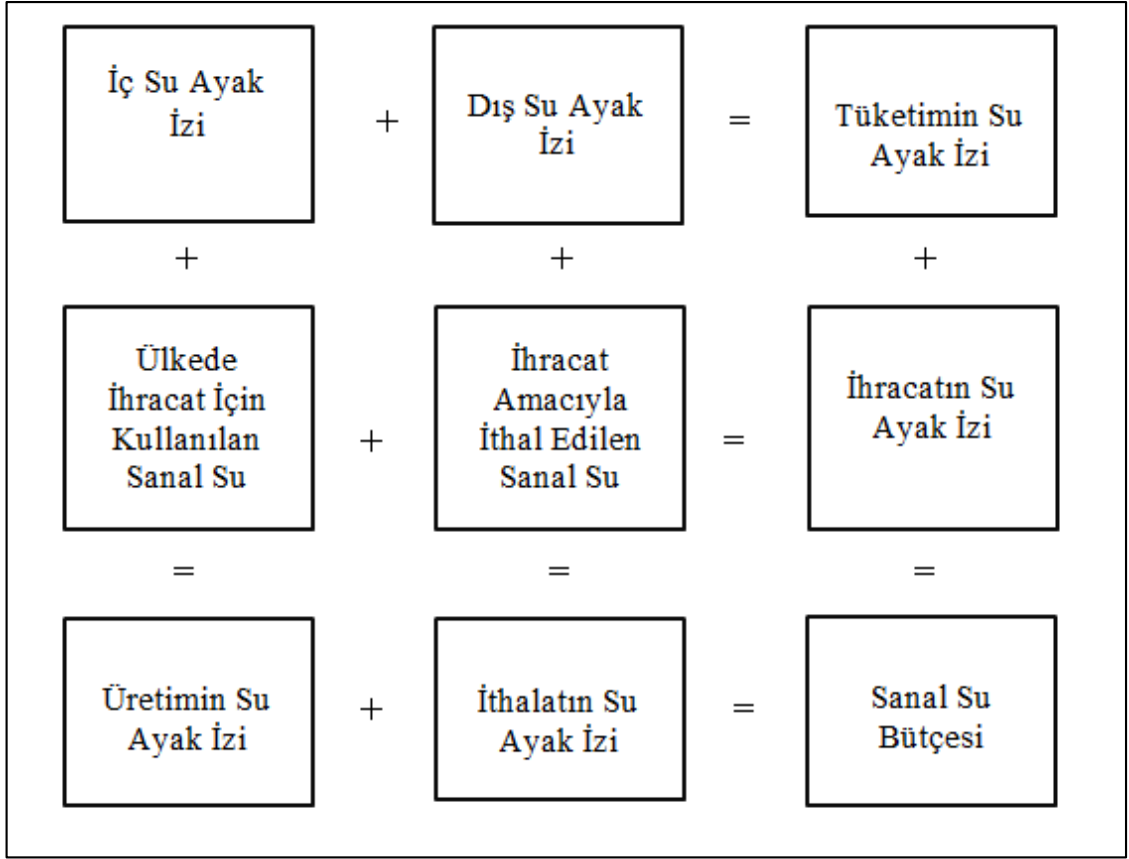 İç Su Ayak
İzi
+
Dış Su Ayak
İzi
=
Tüketimin Su
Ayak İzi
+
+
+
Ülkede
İhracat İçin
Kullanılan
Sanal Su
+
İhracat
Amacıyla
İthal Edilen
Sanal Su
=
İhracatın Su
Ayak İzi
=
=
=
Üretimin Su
Ayak İzi
+
İthalatın Su
Ayak İzi
=
Sanal Su
Bütçesi